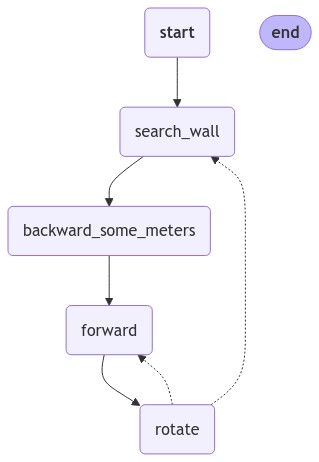 start
end
search_wall
backward_some_meters
forward
rotate